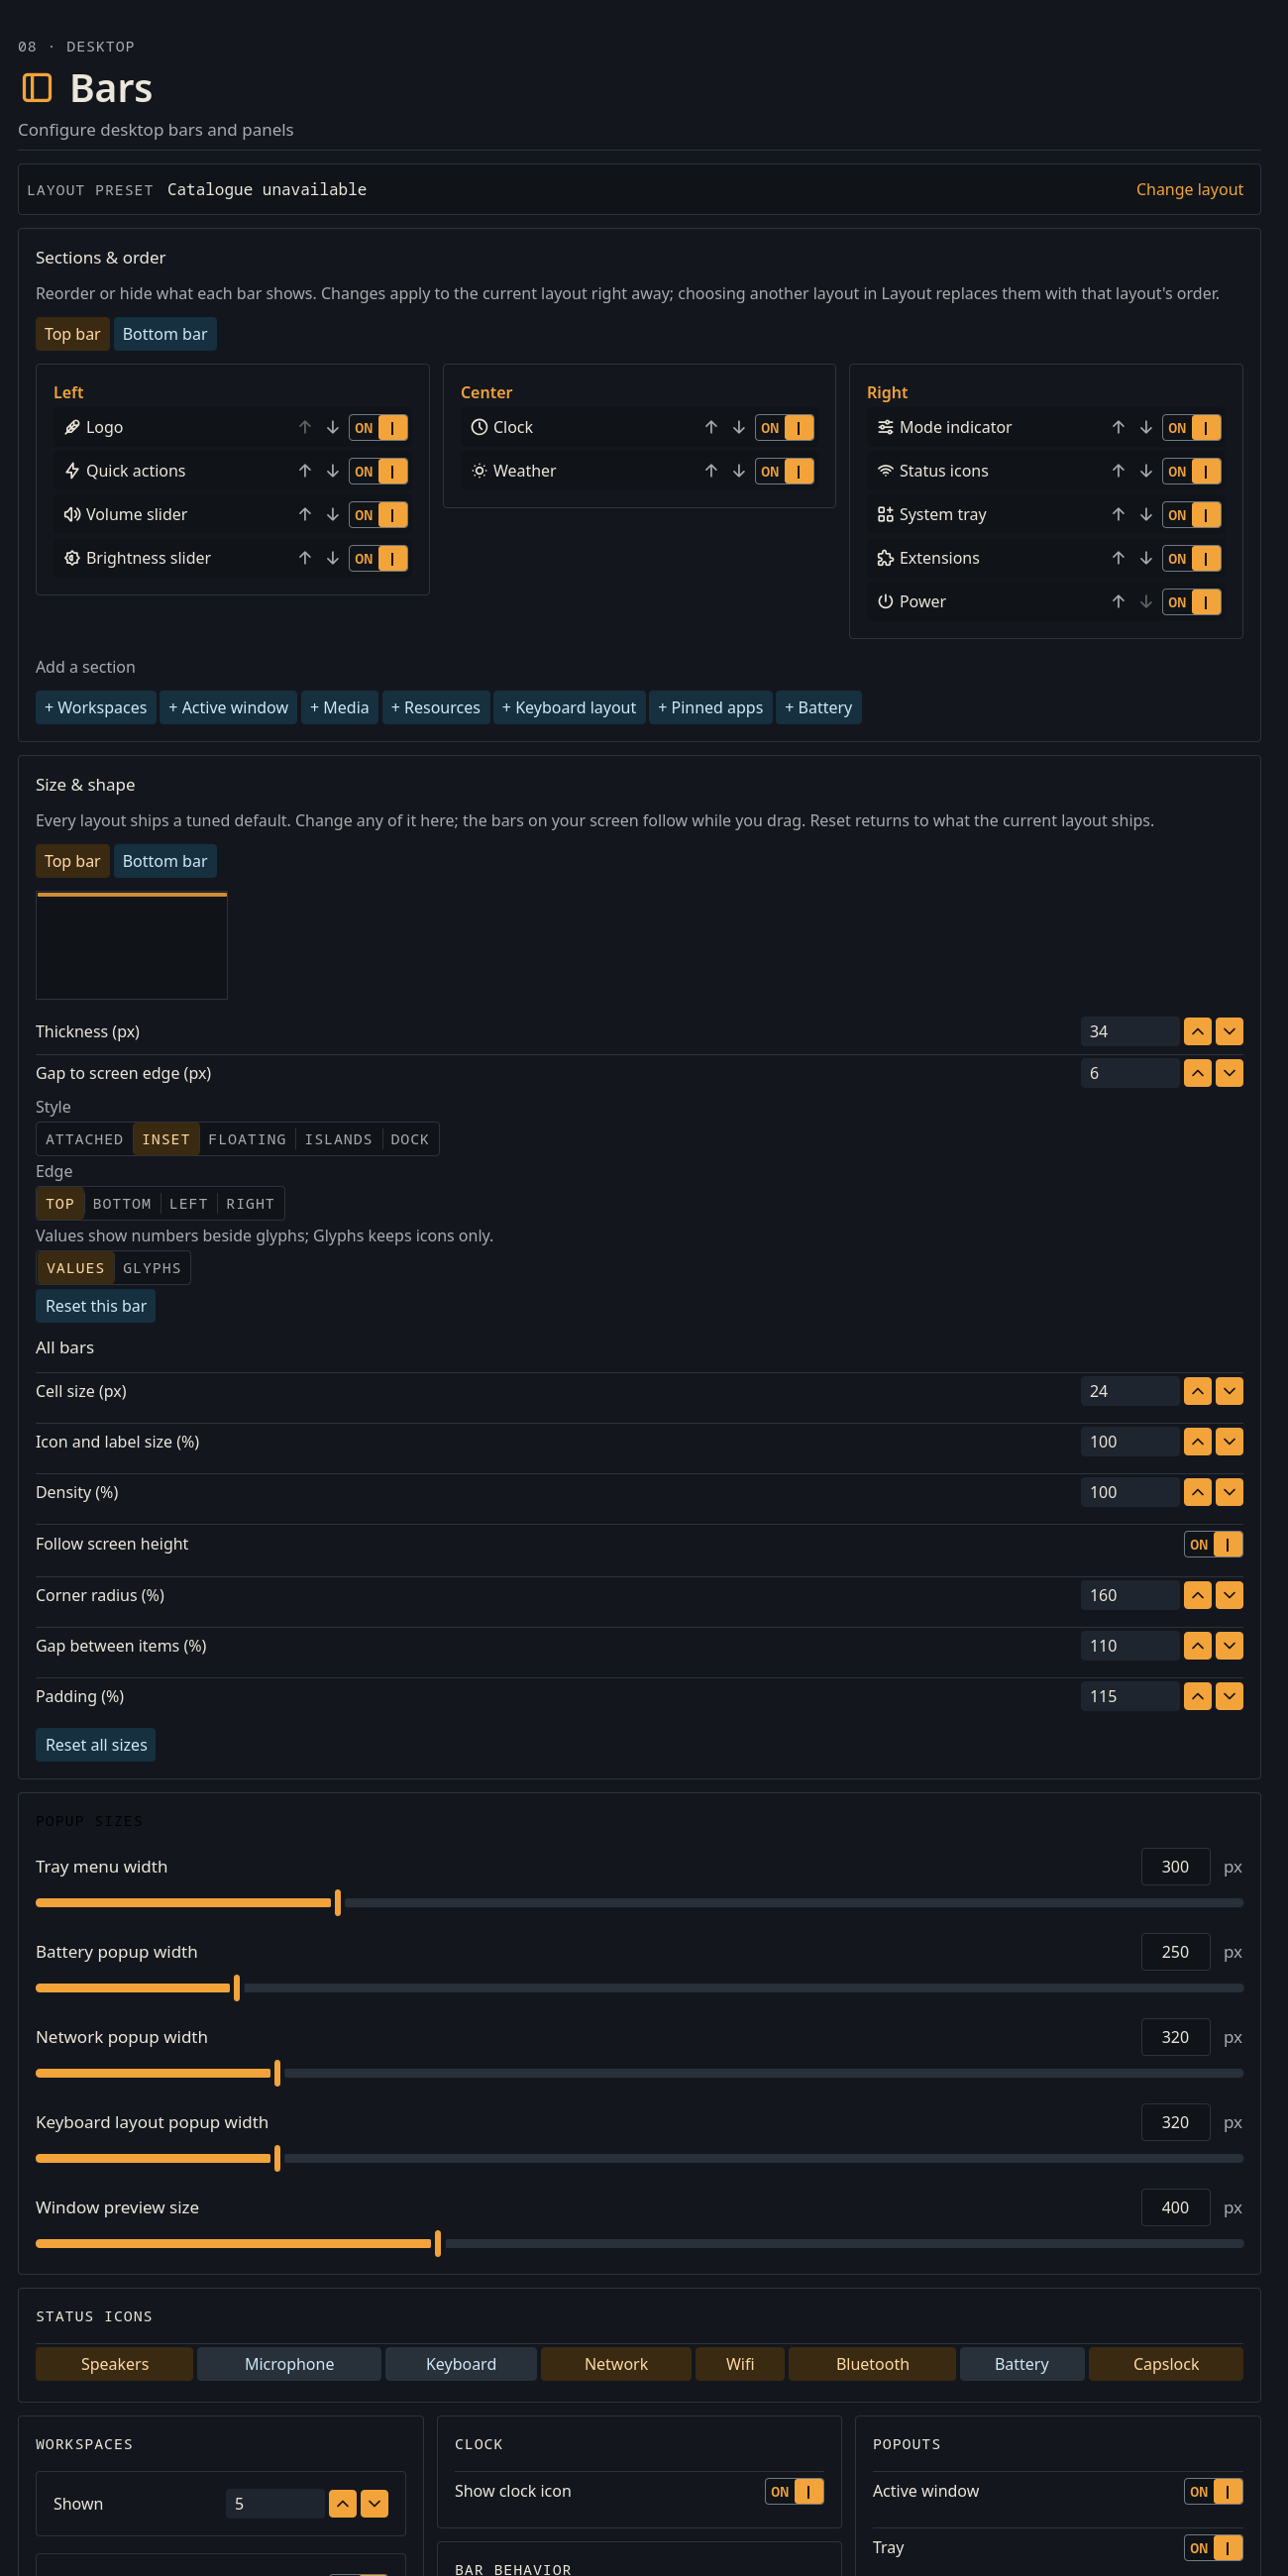 08 · DESKTOP
Bars
Configure desktop bars and panels
LAYOUT PRESET Catalogue unavailable Change layout
Sections & order
Reorder or hide what each bar shows. Changes apply to the current layout right away; choosing another layout in Layout replaces them with that layout's order.
Top bar Bottom bar
Left
Logo ON
Quick actions ON
Volume slider ON
Brightness slider ON
Center
Clock ON
Weather ON
Right
Mode indicator ON
Status icons ON
System tray ON
Extensions ON
Power ON
Add a section
+ Workspaces + Active window + Media + Resources + Keyboard layout + Pinned apps + Battery
Size & shape
Every layout ships a tuned default. Change any of it here; the bars on your screen follow while you drag. Reset returns to what the current layout ships.
Top bar Bottom bar
Thickness (px) 34
Gap to screen edge (px) 6
Style
ATTACHED INSET FLOATING ISLANDS DOCK
Edge
TOP BOTTOM LEFT RIGHT
Values show numbers beside glyphs; Glyphs keeps icons only.
VALUES GLYPHS
Reset this bar
All bars
Cell size (px) 24
Icon and label size (%) 100
Density (%) 100
Follow screen height ON
Corner radius (%) 160
Gap between items (%) 110
Padding (%) 115
Reset all sizes
POPUP SIZES
Tray menu width 300 px
Battery popup width 250 px
Network popup width 320 px
Keyboard layout popup width 320 px
Window preview size 400 px
STATUS ICONS
Speakers Microphone Keyboard Network Wifi Bluetooth Battery Capslock
WORKSPACES
Shown 5
CLOCK
Show clock icon ON
BAR BEHAVIOR
POPOUTS
Active window ON
Tray ON